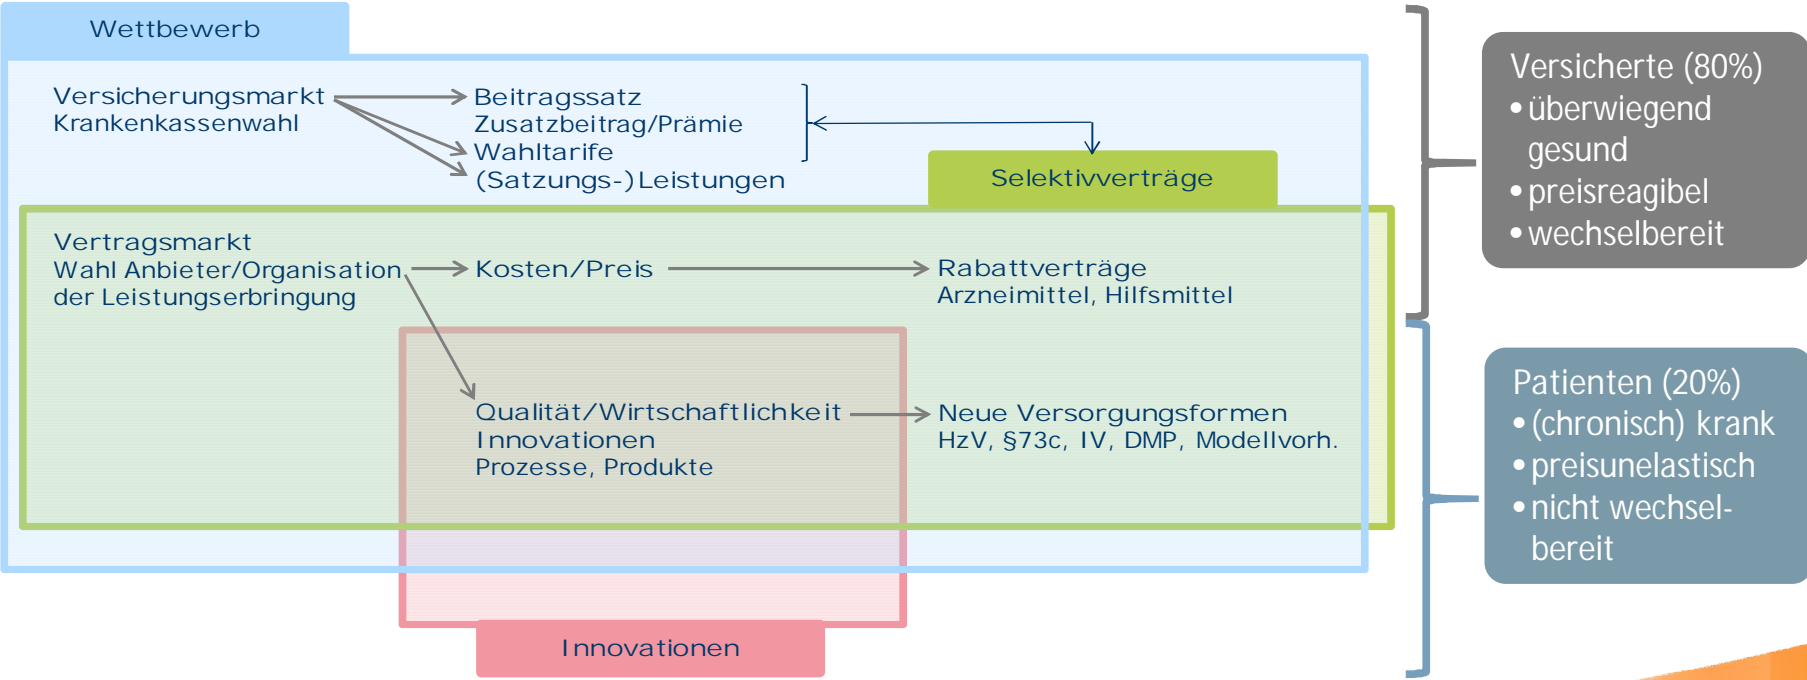 Wettbewerb
Versicherungsmarkt
Krankenkassenwahl
Beitragssatz
Zusatzbeitrag/Prämie
Wahltarife
(Satzungs-)Leistungen
Selektivverträge
Vertragsmarkt
Wahl Anbieter/Organisation
der Leistungserbringung
Kosten/Preis
Rabattverträge
Arzneimittel, Hilfsmittel
Qualität/Wirtschaftlichkeit
Innovationen
Prozesse, Produkte
Neue Versorgungsformen
HzV, §73c, IV, DMP, Modellvorh.
Innovationen
Versicherte (80%)
• überwiegend
gesund
• preisreagibel
• wechselbereit
Patienten (20%)
• (chronisch) krank
• preisunelastisch
• nicht wechsel-
bereit